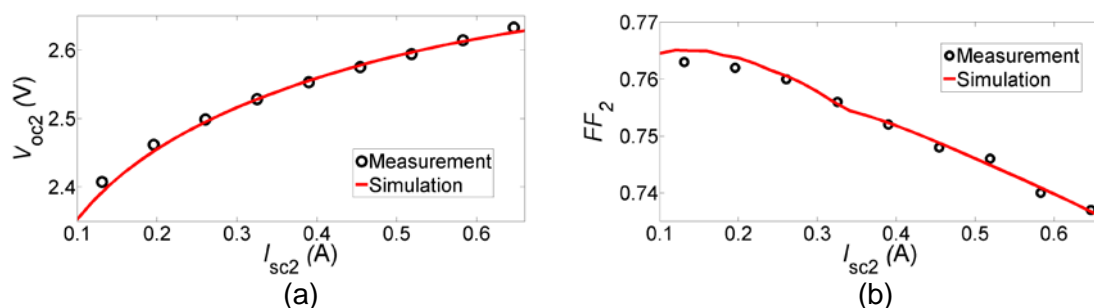 2.6
2.5
2.4
V_oc2 (V)
Measurement
Simulation
0.1 0.2 0.3 0.4 0.5 0.6
I_sc2 (A)
(a)
0.77
0.76
0.75
0.74
FF_2
Measurement
Simulation
0.1 0.2 0.3 0.4 0.5 0.6
I_sc2 (A)
(b)